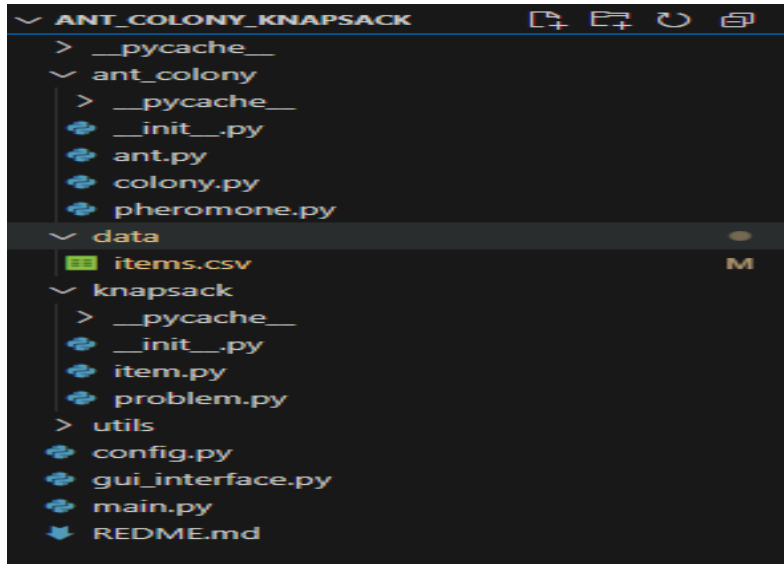 ANT_COLONY_KNAPSACK
__pycache__
ant_colony
__pycache__
__init__.py
ant.py
colony.py
pheromone.py
data
items.csv M
knapsack
__pycache__
__init__.py
item.py
problem.py
utils
config.py
gui_interface.py
main.py
REDME.md